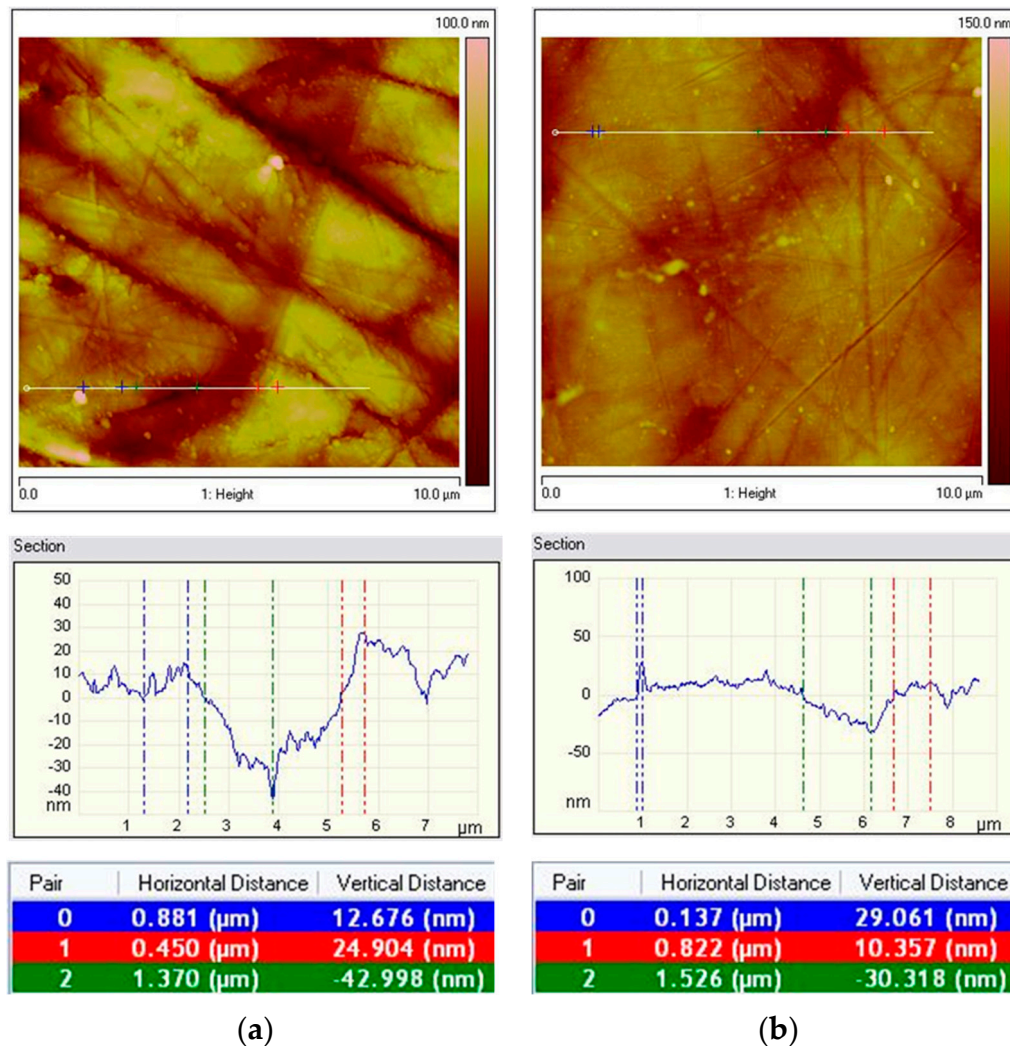 100.0 nm
0.0 1: Height 10.0 µm
Section
50
40
30
20
10
0
-10
-20
-30
-40
nm
1 2 3 4 5 6 7 µm
Pair Horizontal Distance Vertical Distance
0 0.881 (µm) 12.676 (nm)
1 0.450 (µm) 24.904 (nm)
2 1.370 (µm) -42.998 (nm)
(a)
150.0 nm
0.0 1: Height 10.0 µm
Section
100
50
0
-50
nm
1 2 3 4 5 6 7 8 µm
Pair Horizontal Distance Vertical Distance
0 0.137 (µm) 29.061 (nm)
1 0.822 (µm) 10.357 (nm)
2 1.526 (µm) -30.318 (nm)
(b)